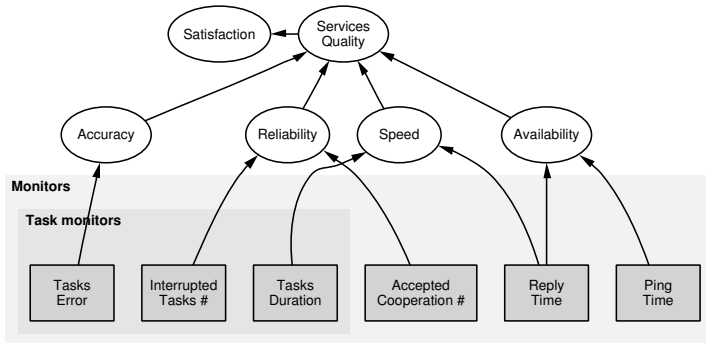 Satisfaction
Services
Quality
Accuracy
Reliability
Speed
Availability
Monitors
Task monitors
Tasks
Error
Interrupted
Tasks #
Tasks
Duration
Accepted
Cooperation #
Reply
Time
Ping
Time